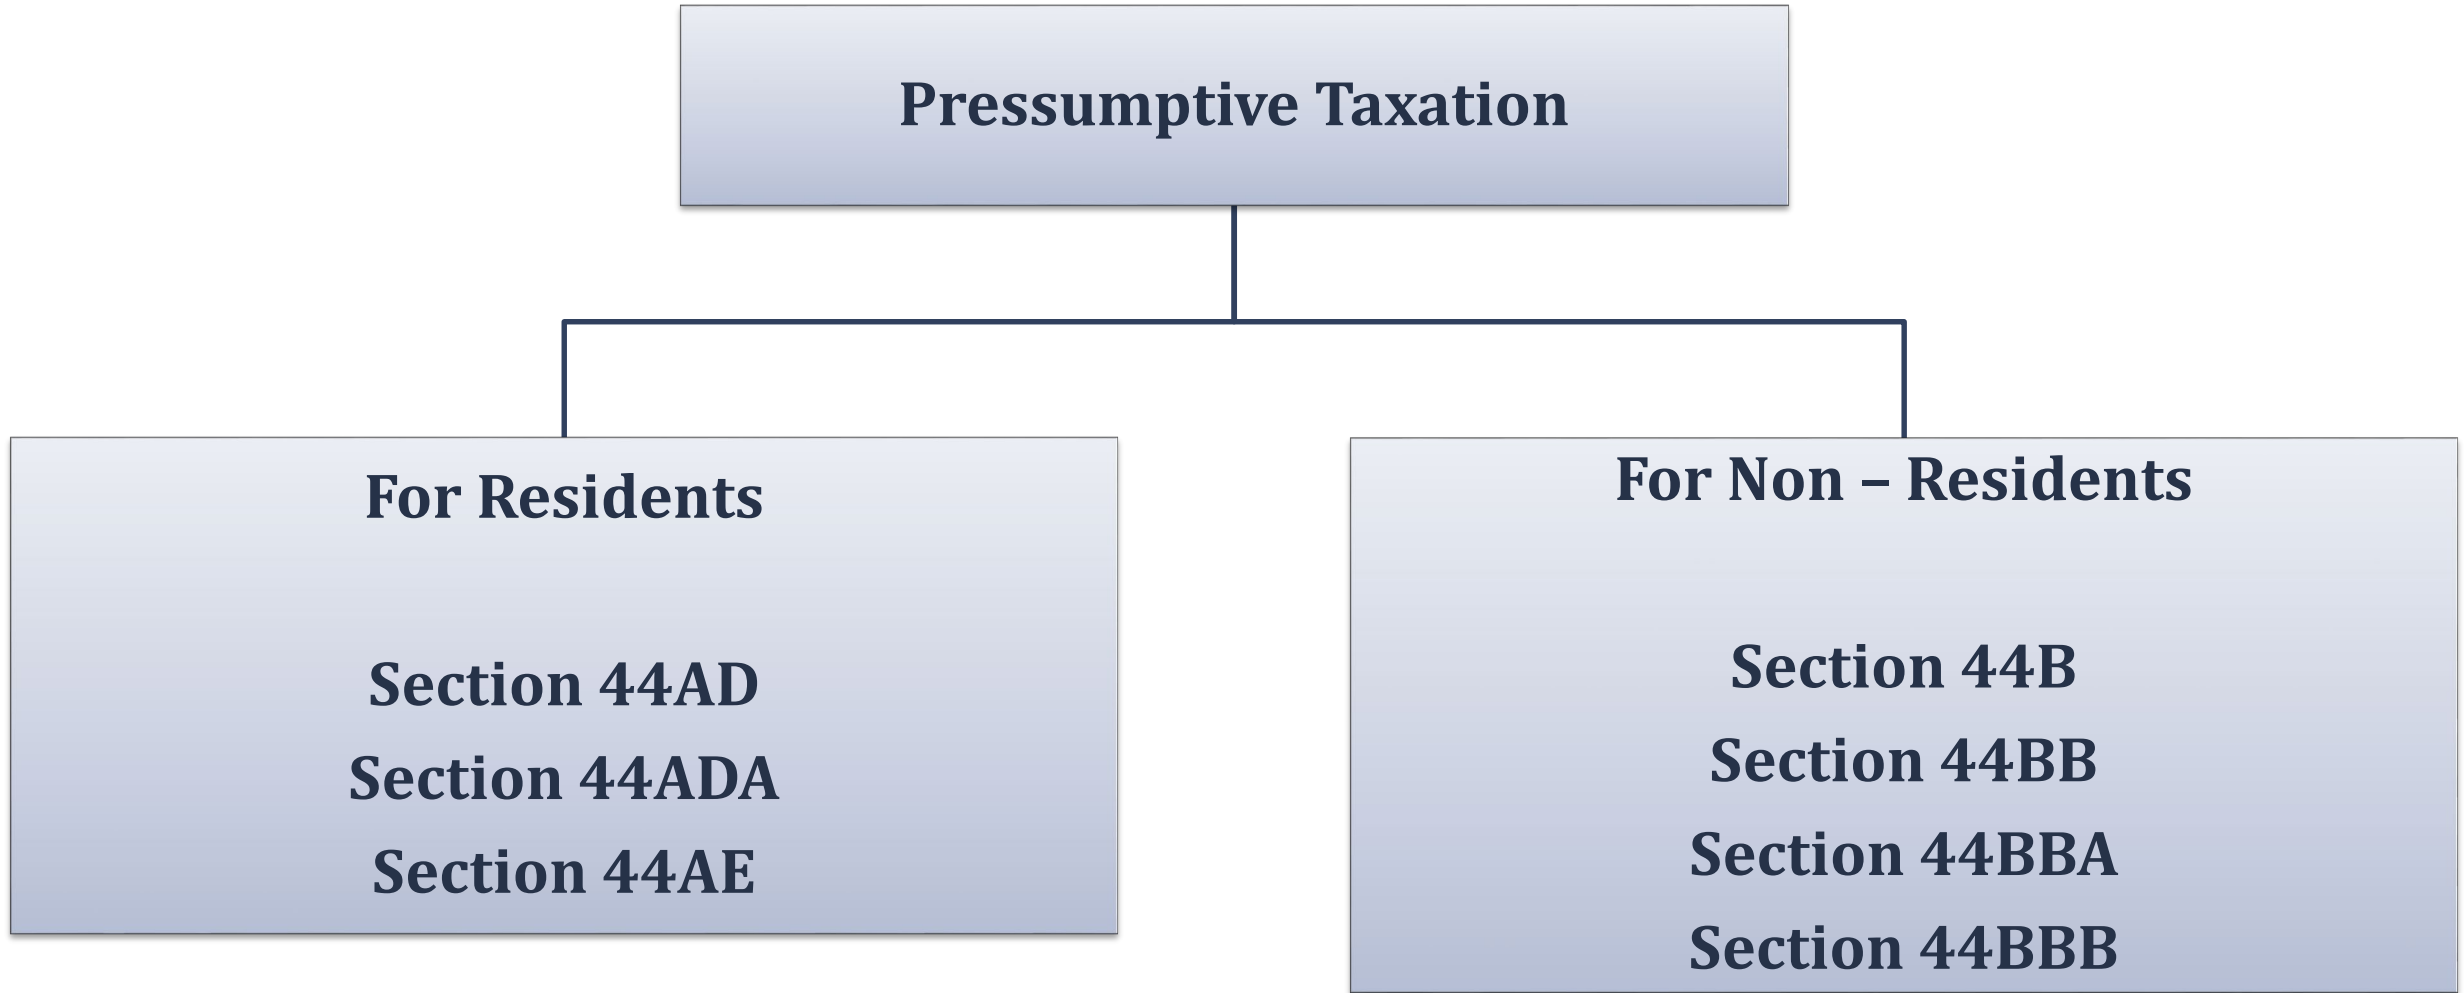 Pressumptive Taxation
For Residents
Section 44AD
Section 44ADA
Section 44AE
For Non – Residents
Section 44B
Section 44BB
Section 44BBA
Section 44BBB